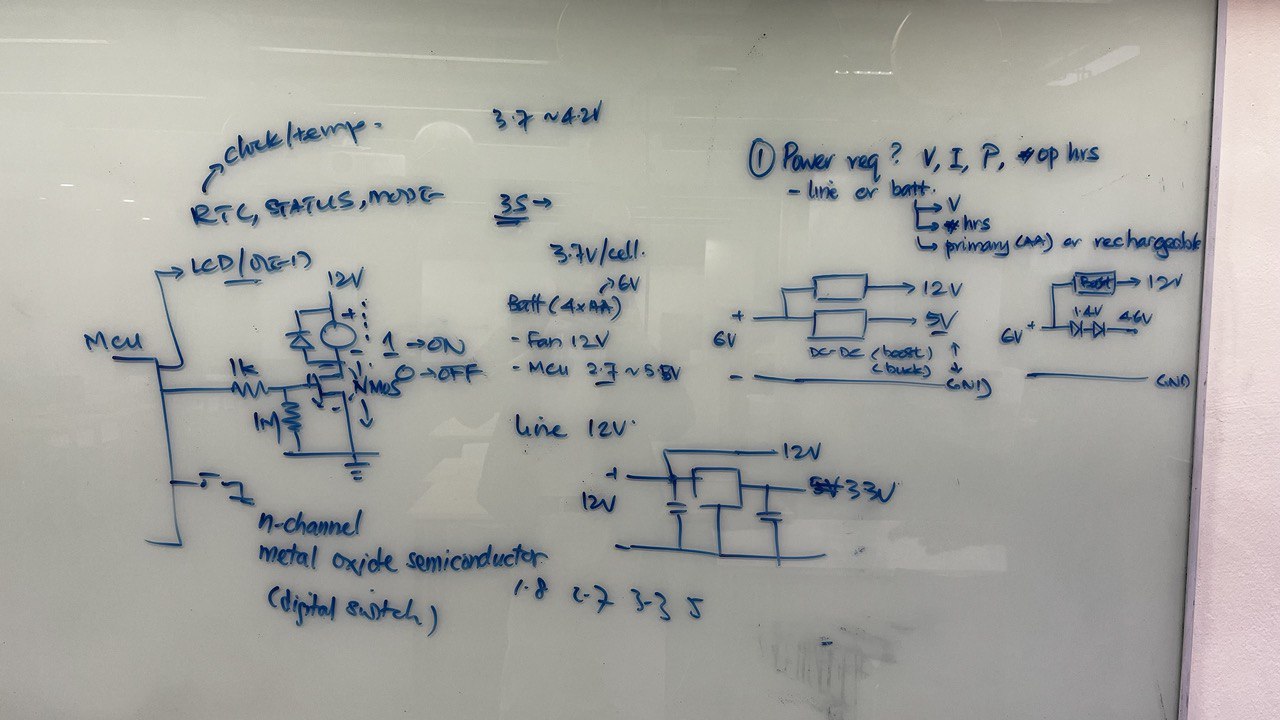 clock/temp.
RTC, STATUS, MODE
LCD/OLED
12V
+
-
MCU
1k
1M
NMOS
1 → ON
0 → OFF
n-channel
metal oxide semiconductor
(digital switch)
3.7 ~ 4.2V
3S →
3.7V/cell.
→ 6V
Batt (4xAA)
- Fan 12V
- MCU 2.7 ~ 5.5V
Line 12V
+
12V
12V
3.3V
1.8 2.7 3.3 5
① Power req? V, I, P, # op hrs
- line or batt.
→ V
→ # hrs
→ primary (AA) or rechargeable
+
6V
-
12V
5V
DC-DC (boost)
(buck)
GND
Boost
12V
1.4V
4.6V
6V +
GND